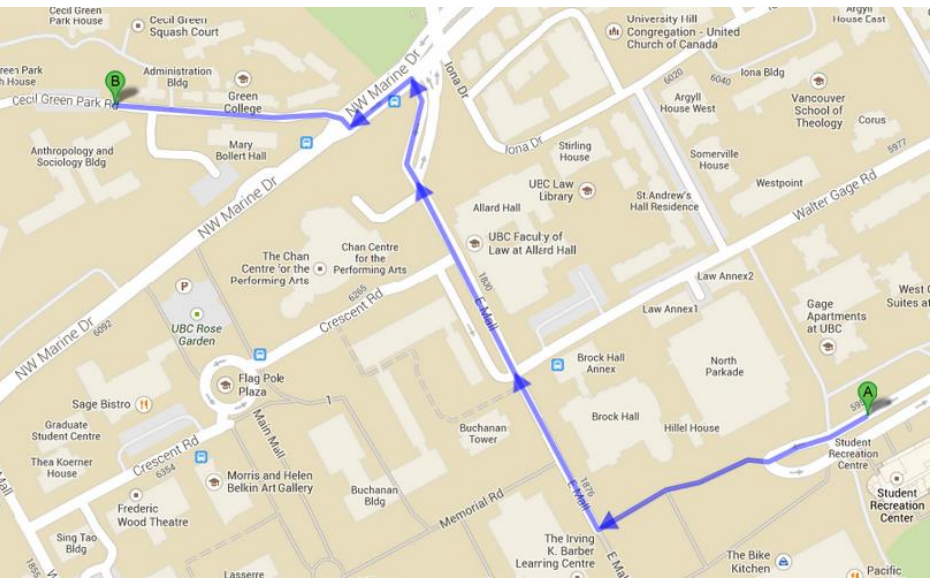 Cecil Green
Park House
Cecil Green
Squash Court
University Hill
Congregation - United
Church of Canada
Argyll
House East
reen Park
h House
B
Administration
Bldg
Green
College
NW Marine Dr
Iona Dr
6020
6040
Iona Bldg
Cecil Green Park Rd
Argyll
House West
Vancouver
School of
Theology
Corus
Anthropology and
Sociology Bldg
Mary
Bollert Hall
Iona Dr
Stirling
House
Somerville
House
5977
NW Marine Dr
UBC Law
Library
St.Andrew's
Hall Residence
Westpoint
Walter Gage Rd
Allard Hall
UBC Faculty of
Law at Allard Hall
The Chan
Centre for the
Performing Arts
Chan Centre
for the
Performing Arts
1820
Law Annex2
P
6265
Crescent Rd
E Mall
Law Annex1
Gage
Apartments
at UBC
Suites at
UBC Rose
Garden
6092
NW Marine Dr
Brock Hall
Annex
North
Parkade
Flag Pole
Plaza
A
Sage Bistro
Brock Hall
Hillel House
Graduate
Student Centre
Main Mall
Buchanan
Tower
Student
Recreation
Centre
Thea Koerner
House
Crescent Rd
6354
Morris and Helen
Belkin Art Gallery
Buchanan
Bldg
1876
E Mall
Student
Recreation
Center
Frederic
Wood Theatre
Memorial Rd
Sing Tao
Bldg
The Irving
K. Barber
Learning Centre
E Mall
The Bike
Kitchen
Pacific
Lasserre